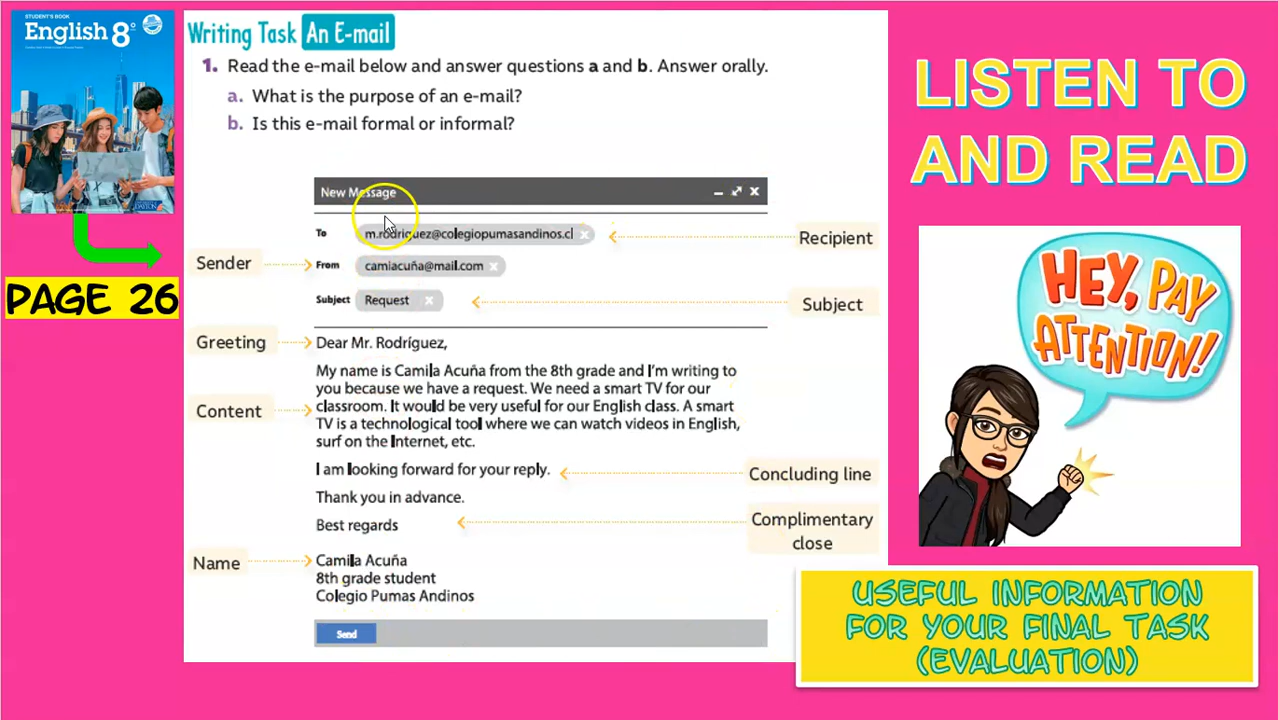 STUDENT'S BOOK
English 8°
PAGE 26
Writing Task An E-mail
1. Read the e-mail below and answer questions a and b. Answer orally.
a. What is the purpose of an e-mail?
b. Is this e-mail formal or informal?
New Message
To m.rodriguez@colegiopumasandinos.cl
Recipient
Sender
From camiacuña@mail.com
Subject Request
Subject
Greeting
Dear Mr. Rodríguez,
Content
My name is Camila Acuña from the 8th grade and I'm writing to
you because we have a request. We need a smart TV for our
classroom. It would be very useful for our English class. A smart
TV is a technological tool where we can watch videos in English,
surf on the Internet, etc.
I am looking forward for your reply.
Concluding line
Thank you in advance.
Best regards
Complimentary
close
Name
Camila Acuña
8th grade student
Colegio Pumas Andinos
Send
LISTEN TO
AND READ
HEY, PAY
ATTENTION!
USEFUL INFORMATION
FOR YOUR FINAL TASK
(EVALUATION)